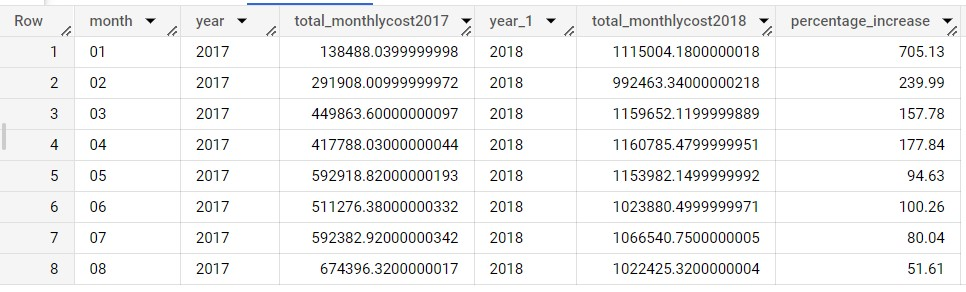 Row month year total_monthlycost2017 year_1 total_monthlycost2018 percentage_increase
1 01 2017 138488.0399999998 2018 1115004.1800000018 705.13
2 02 2017 291908.00999999972 2018 992463.34000000218 239.99
3 03 2017 449863.60000000097 2018 1159652.1199999889 157.78
4 04 2017 417788.03000000044 2018 1160785.4799999951 177.84
5 05 2017 592918.82000000193 2018 1153982.1499999992 94.63
6 06 2017 511276.38000000332 2018 1023880.4999999971 100.26
7 07 2017 592382.92000000342 2018 1066540.7500000005 80.04
8 08 2017 674396.3200000017 2018 1022425.3200000004 51.61